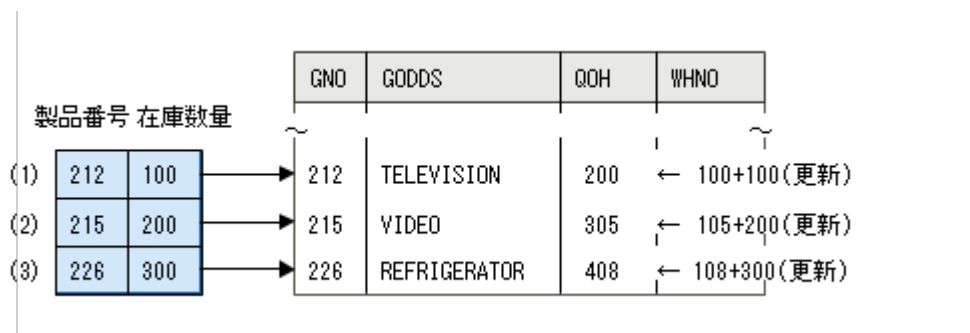 GNO GODDS QOH WHNO
製品番号 在庫数量
～ ～
(1) 212 100 212 TELEVISION 200 ← 100+100(更新)
(2) 215 200 215 VIDEO 305 ← 105+200(更新)
(3) 226 300 226 REFRIGERATOR 408 ← 108+300(更新)